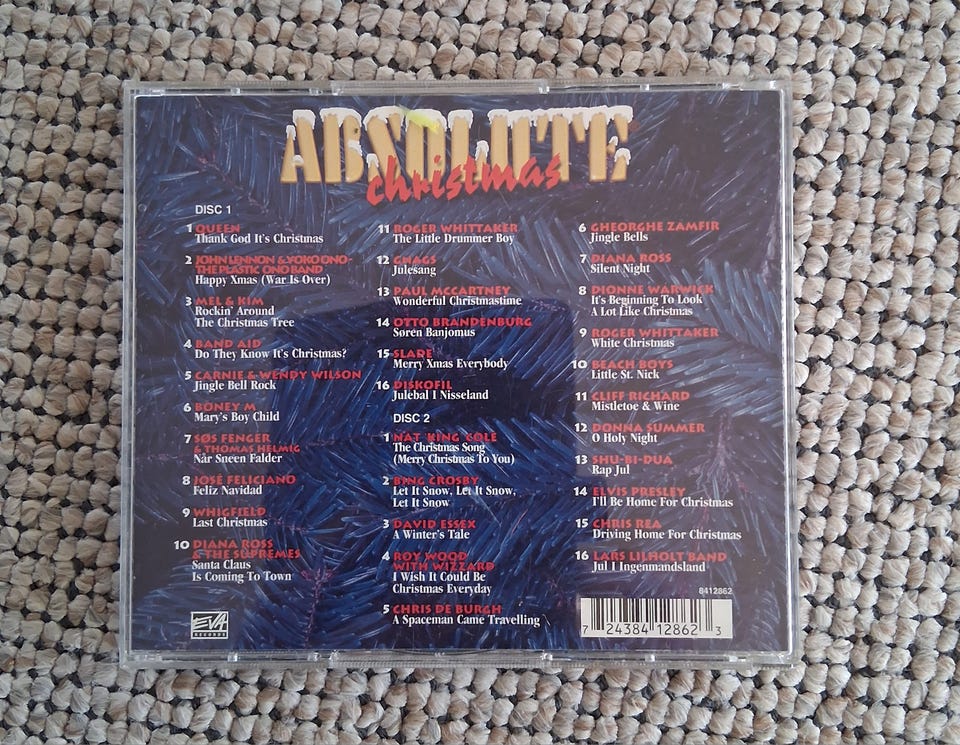 ABSOLUTE
christmas
DISC 1
1 QUEEN
Thank God It's Christmas
2 JOHN LENNON & YOKO ONO -
THE PLASTIC ONO BAND
Happy Xmas (War Is Over)
3 MEL & KIM
Rockin' Around
The Christmas Tree
4 BAND AID
Do They Know It's Christmas?
5 CARNIE & WENDY WILSON
Jingle Bell Rock
6 BONEY M
Mary's Boy Child
7 SØS FENGER
& THOMAS HELMIG
Når Sneen Falder
8 JOSÉ FELICIANO
Feliz Navidad
9 WHIGFIELD
Last Christmas
10 DIANA ROSS
& THE SUPREMES
Santa Claus
Is Coming To Town
EVA
RECORDS
11 ROGER WHITTAKER
The Little Drummer Boy
12 GNAGS
Julesang
13 PAUL McCARTNEY
Wonderful Christmastime
14 OTTO BRANDENBURG
Søren Banjomus
15 SLADE
Merry Xmas Everybody
16 DISKOFIL
Julebal I Nisseland
DISC 2
1 NAT KING COLE
The Christmas Song
(Merry Christmas To You)
2 BING CROSBY
Let It Snow, Let It Snow,
Let It Snow
3 DAVID ESSEX
A Winter's Tale
4 ROY WOOD
WITH WIZZARD
I Wish It Could Be
Christmas Everyday
5 CHRIS DE BURGH
A Spaceman Came Travelling
6 GHEORGHE ZAMFIR
Jingle Bells
7 DIANA ROSS
Silent Night
8 DIONNE WARWICK
It's Beginning To Look
A Lot Like Christmas
9 ROGER WHITTAKER
White Christmas
10 BEACH BOYS
Little St. Nick
11 CLIFF RICHARD
Mistletoe & Wine
12 DONNA SUMMER
O Holy Night
13 SHU-BI-DUA
Rap Jul
14 ELVIS PRESLEY
I'll Be Home For Christmas
15 CHRIS REA
Driving Home For Christmas
16 LARS LILHOLT BAND
Jul I Ingenmandsland
8412862
7 24384 12862 3